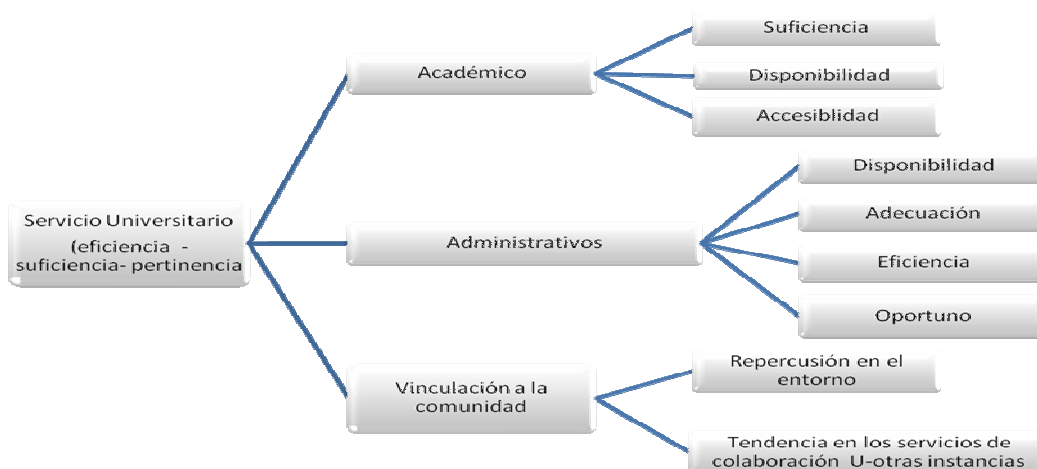 Suficiencia
Académico
Disponibilidad
Accesiblidad
Servicio Universitario
(eficiencia -
suficiencia- pertinencia
Administrativos
Disponibilidad
Adecuación
Eficiencia
Oportuno
Vinculación a la
comunidad
Repercusión en el
entorno
Tendencia en los servicios de
colaboración U-otras instancias